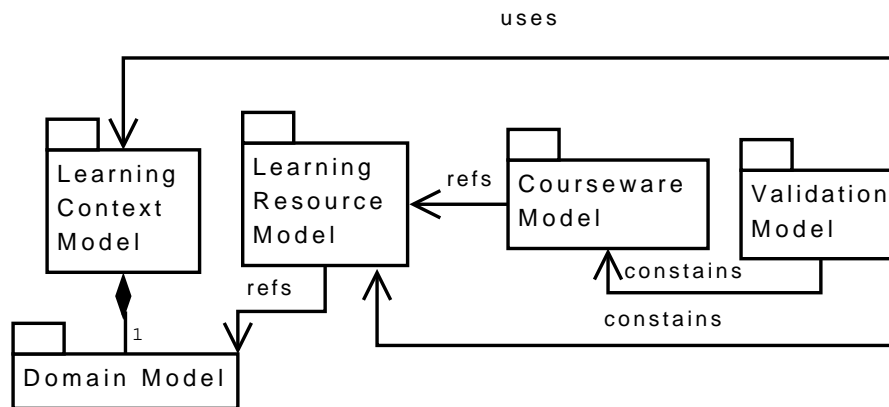 uses
Learning
Context
Model
Learning
Resource
Model
refs
Courseware
Model
Validation
Model
refs
constains
constains
1
Domain Model